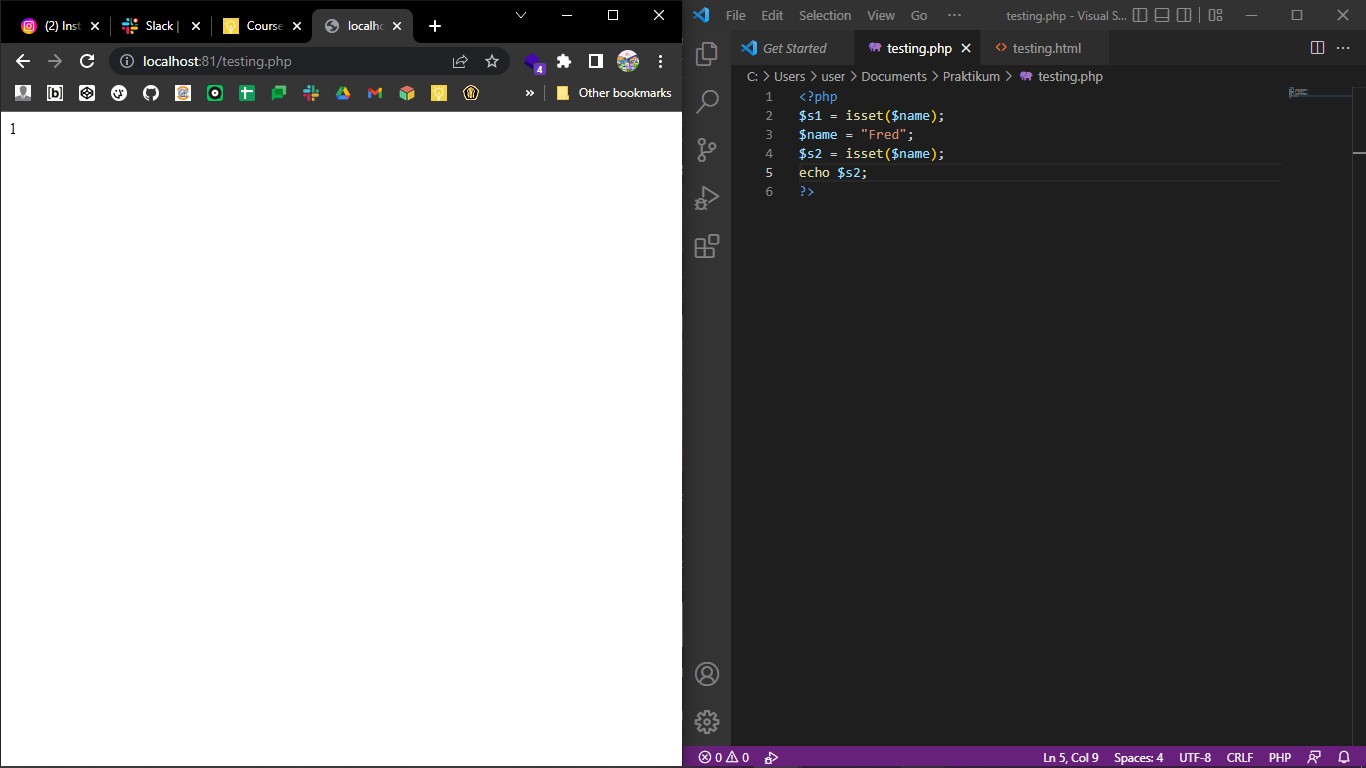 (2) Inst
Slack |
Course
localho
localhost:81/testing.php
4
Other bookmarks
1
File Edit Selection View Go ··· testing.php - Visual S...
Get Started testing.php testing.html
C: > Users > user > Documents > Praktikum > testing.php
1 <?php
2 $s1 = isset($name);
3 $name = "Fred";
4 $s2 = isset($name);
5 echo $s2;
6 ?>
0 0 Ln 5, Col 9 Spaces: 4 UTF-8 CRLF PHP